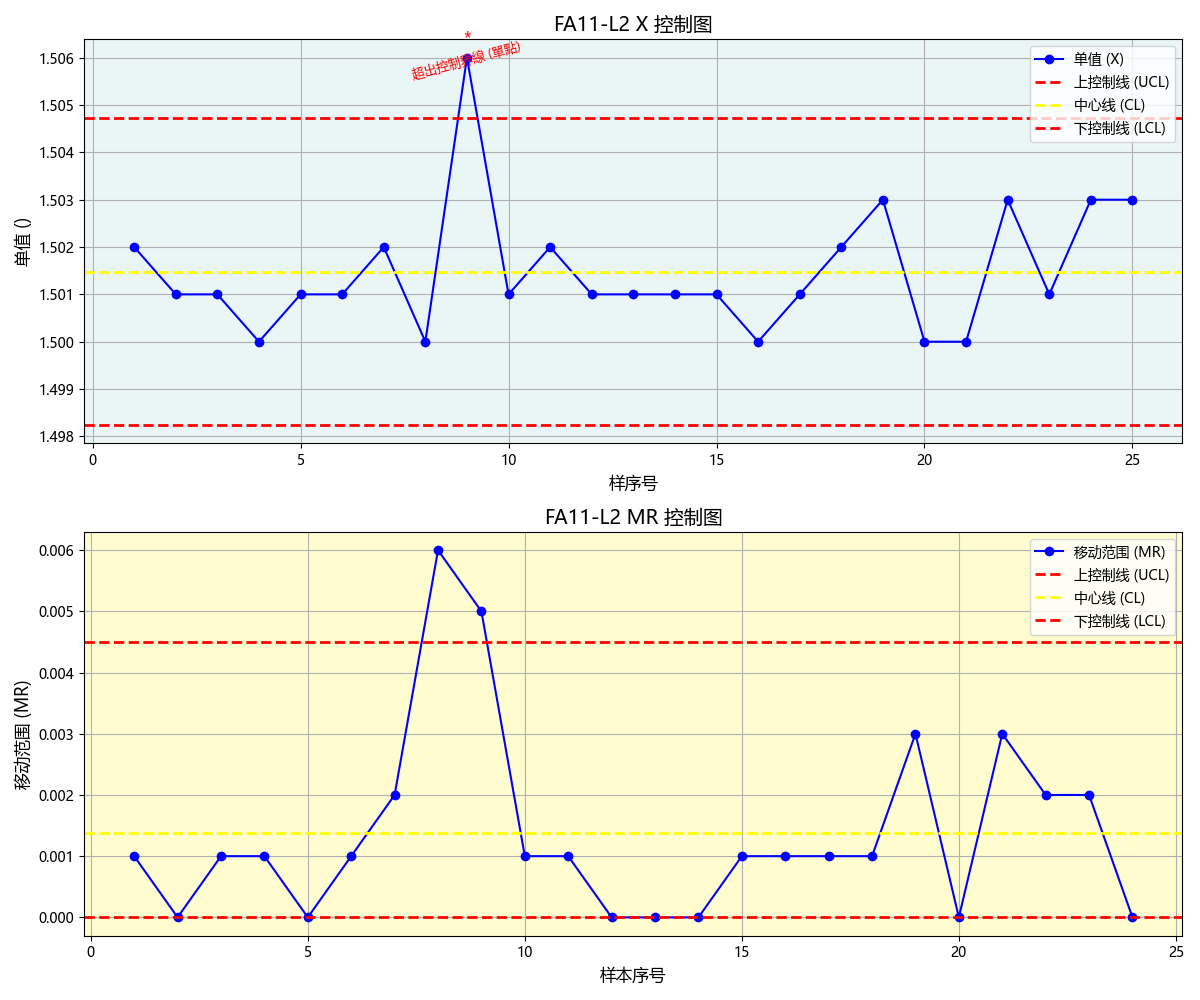 FA11-L2 X 控制图
*
超出控制界線 (單點)
单值 (X)
上控制线 (UCL)
中心线 (CL)
下控制线 (LCL)
单值 ()
1.506
1.505
1.504
1.503
1.502
1.501
1.500
1.499
1.498
0 5 10 15 20 25
样序号
FA11-L2 MR 控制图
移动范围 (MR)
上控制线 (UCL)
中心线 (CL)
下控制线 (LCL)
移动范围 (MR)
0.006
0.005
0.004
0.003
0.002
0.001
0.000
0 5 10 15 20 25
样本序号